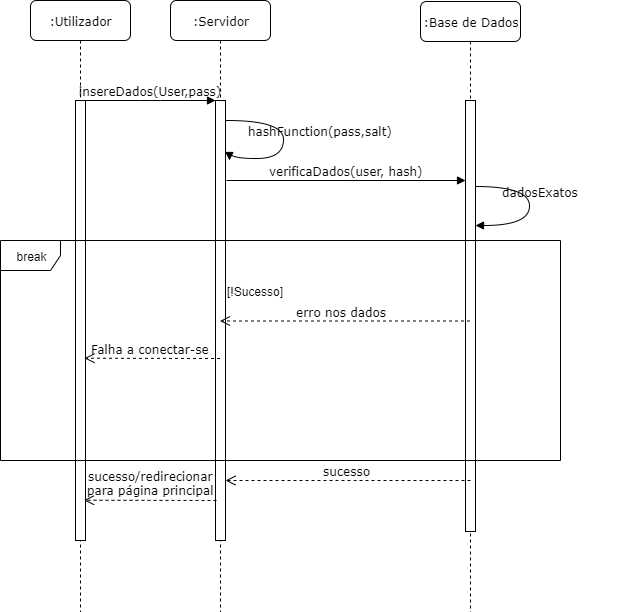 :Utilizador
:Servidor
:Base de Dados
insereDados(User,pass)
hashFunction(pass,salt)
verificaDados(user, hash)
dadosExatos
break
[!Sucesso]
erro nos dados
Falha a conectar-se
sucesso
sucesso/redirecionar
para página principal